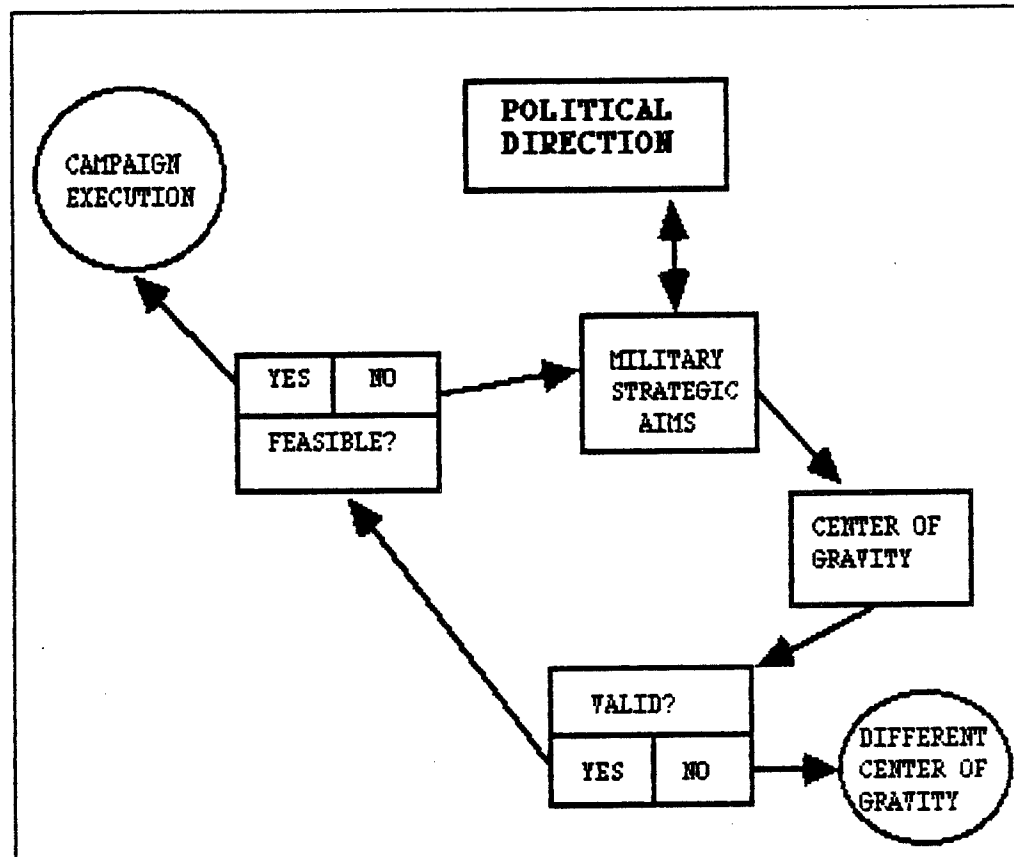 POLITICAL
DIRECTION
CAMPAIGN
EXECUTION
MILITARY
STRATEGIC
AIMS
YES
NO
FEASIBLE?
CENTER OF
GRAVITY
VALID?
YES
NO
DIFFERENT
CENTER OF
GRAVITY